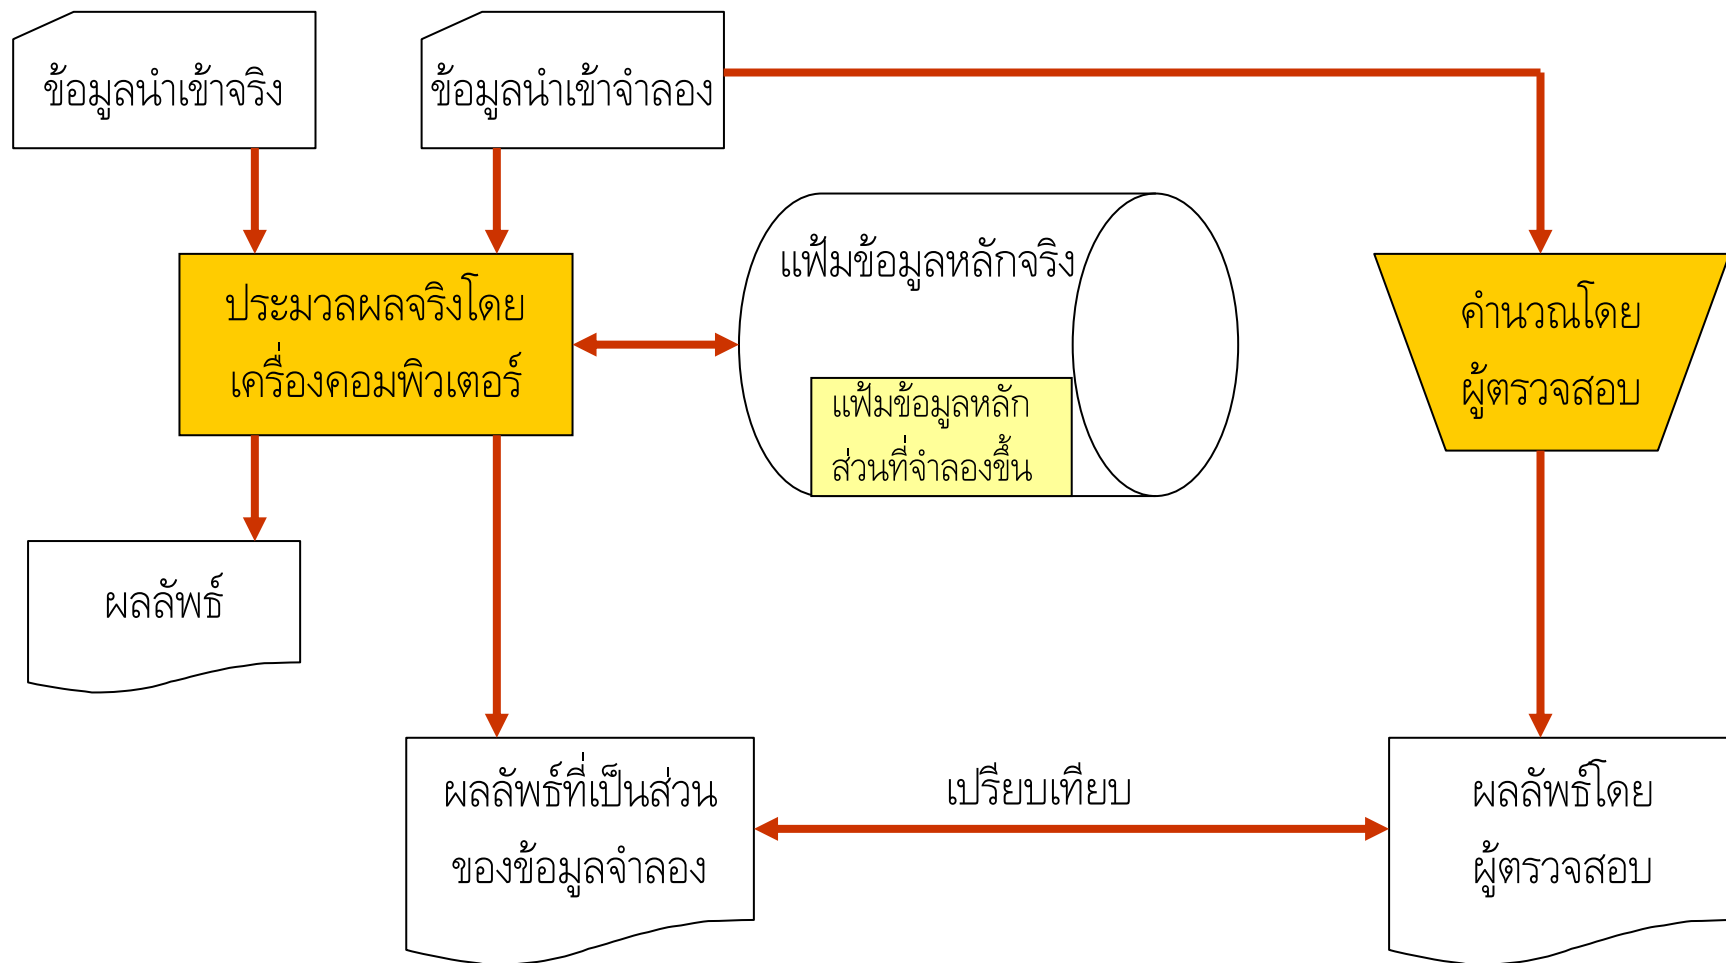 ข้อมูลนำเข้าจริง
ข้อมูลนำเข้าจำลอง
ประมวลผลจริงโดย
เครื่องคอมพิวเตอร์
แฟ้มข้อมูลหลักจริง
แฟ้มข้อมูลหลัก
ส่วนที่จำลองขึ้น
คำนวณโดย
ผู้ตรวจสอบ
ผลลัพธ์
ผลลัพธ์ที่เป็นส่วน
ของข้อมูลจำลอง
เปรียบเทียบ
ผลลัพธ์โดย
ผู้ตรวจสอบ